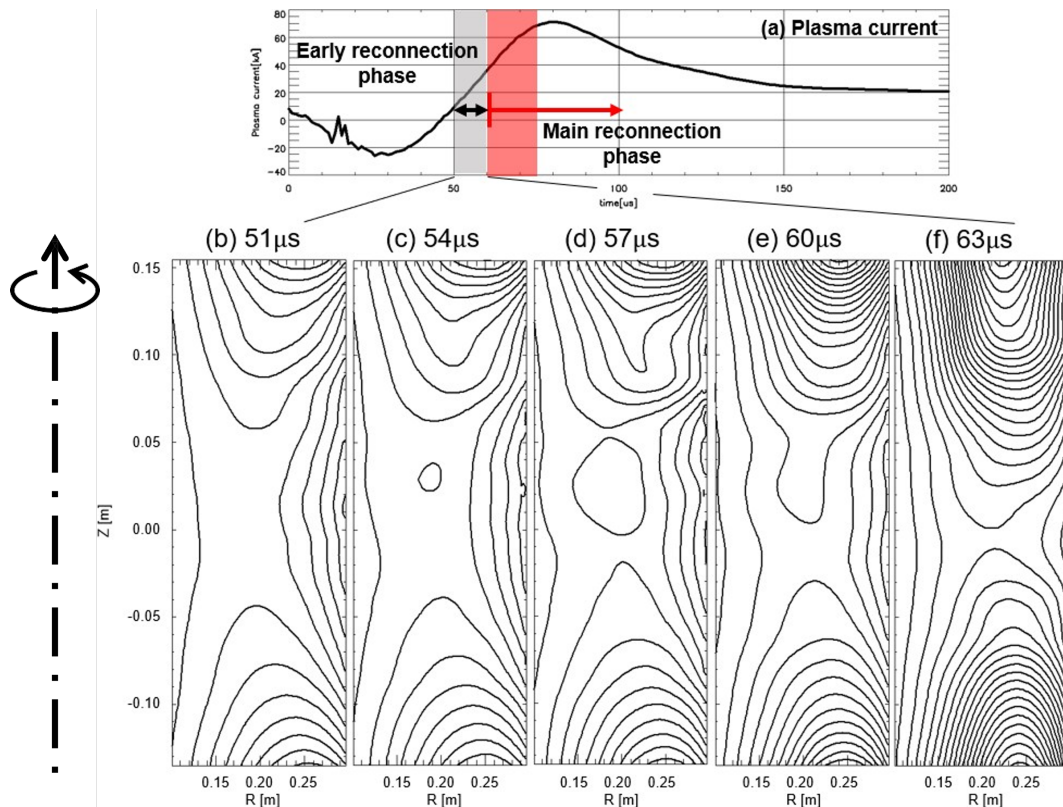 (a) Plasma current
Early reconnection
phase
Main reconnection
phase
Plasma current[kA]
80
60
40
20
0
-20
-40
0
50
100
150
200
time[us]
(b) 51μs
(c) 54μs
(d) 57μs
(e) 60μs
(f) 63μs
Z [m]
0.15
0.10
0.05
0.00
-0.05
-0.10
0.15 0.20 0.25
0.15 0.20 0.25
0.15 0.20 0.25
0.15 0.20 0.25
0.15 0.20 0.25
R [m]
R [m]
R [m]
R [m]
R [m]